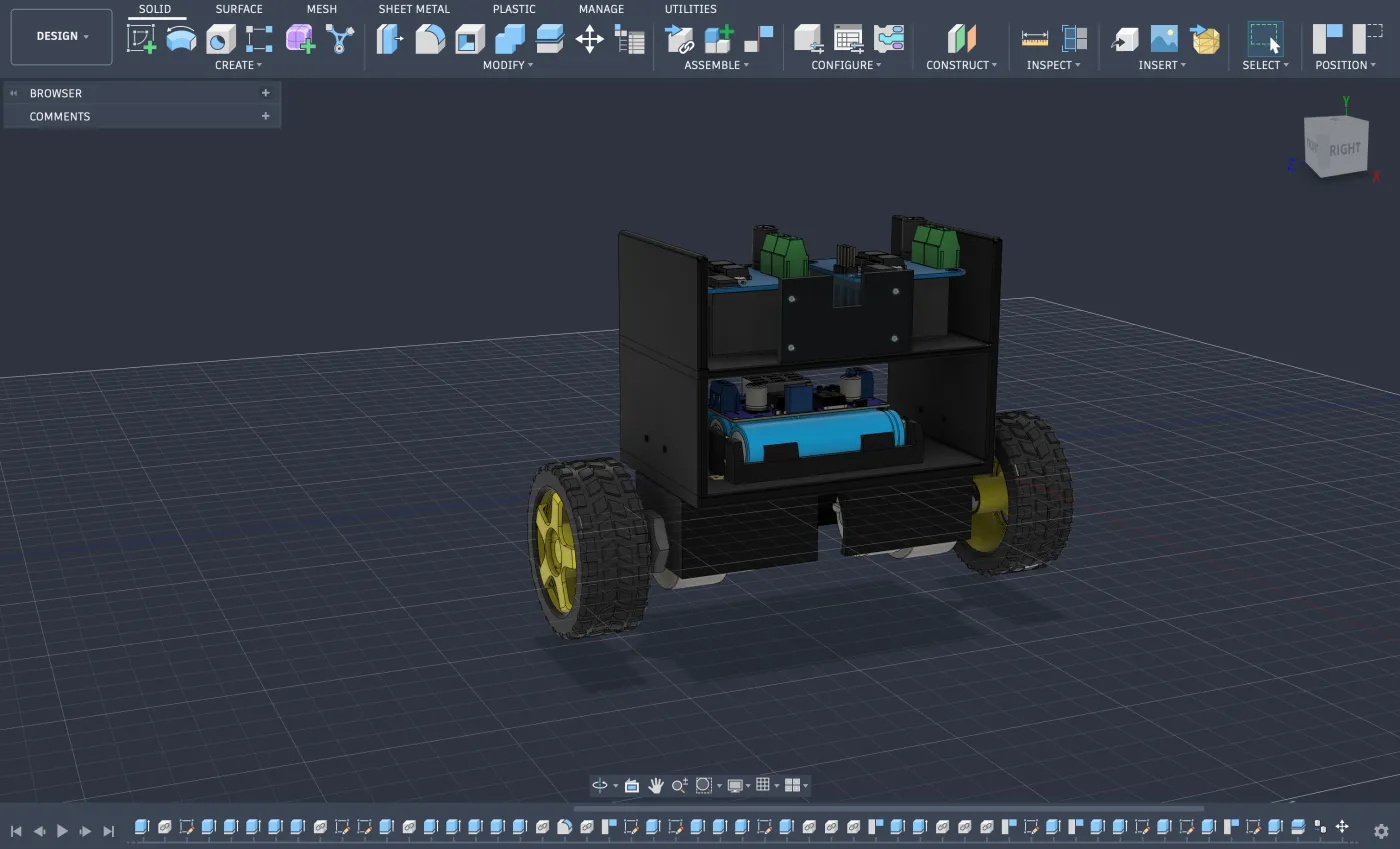 SOLID SURFACE MESH SHEET METAL PLASTIC MANAGE UTILITIES
DESIGN
CREATE MODIFY ASSEMBLE CONFIGURE CONSTRUCT INSPECT INSERT SELECT POSITION
BROWSER
COMMENTS
Y
RIGHT
Z
X